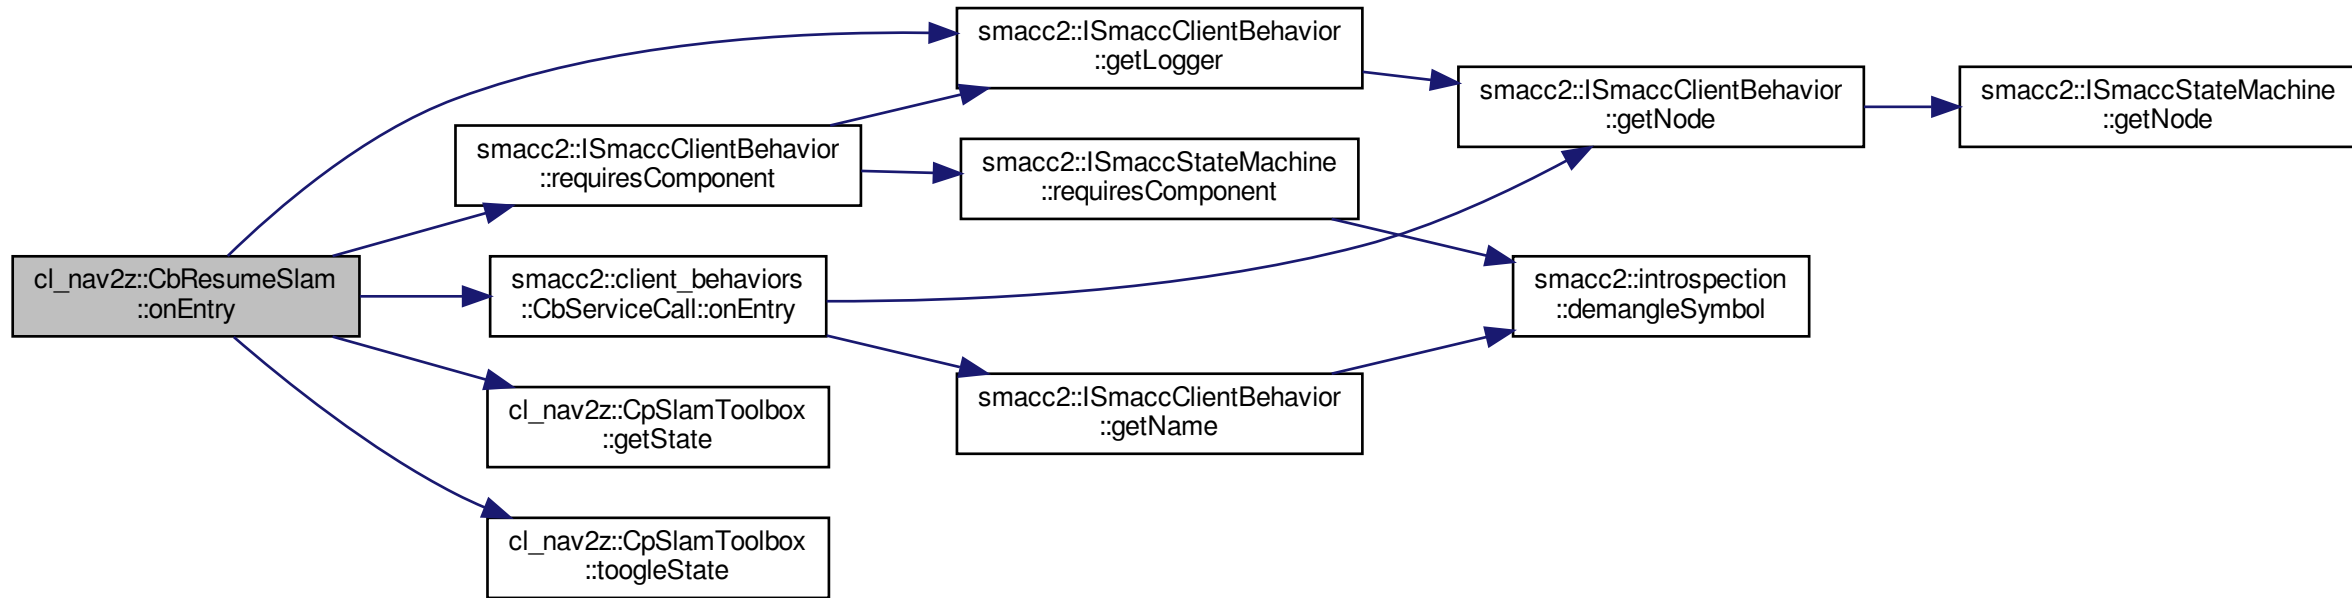 cl_nav2z::CbResumeSlam
::onEntry
smacc2::ISmaccClientBehavior
::getLogger
smacc2::ISmaccClientBehavior
::requiresComponent
smacc2::client_behaviors
::CbServiceCall::onEntry
cl_nav2z::CpSlamToolbox
::getState
cl_nav2z::CpSlamToolbox
::toogleState
smacc2::ISmaccStateMachine
::requiresComponent
smacc2::ISmaccClientBehavior
::getName
smacc2::ISmaccClientBehavior
::getNode
smacc2::introspection
::demangleSymbol
smacc2::ISmaccStateMachine
::getNode